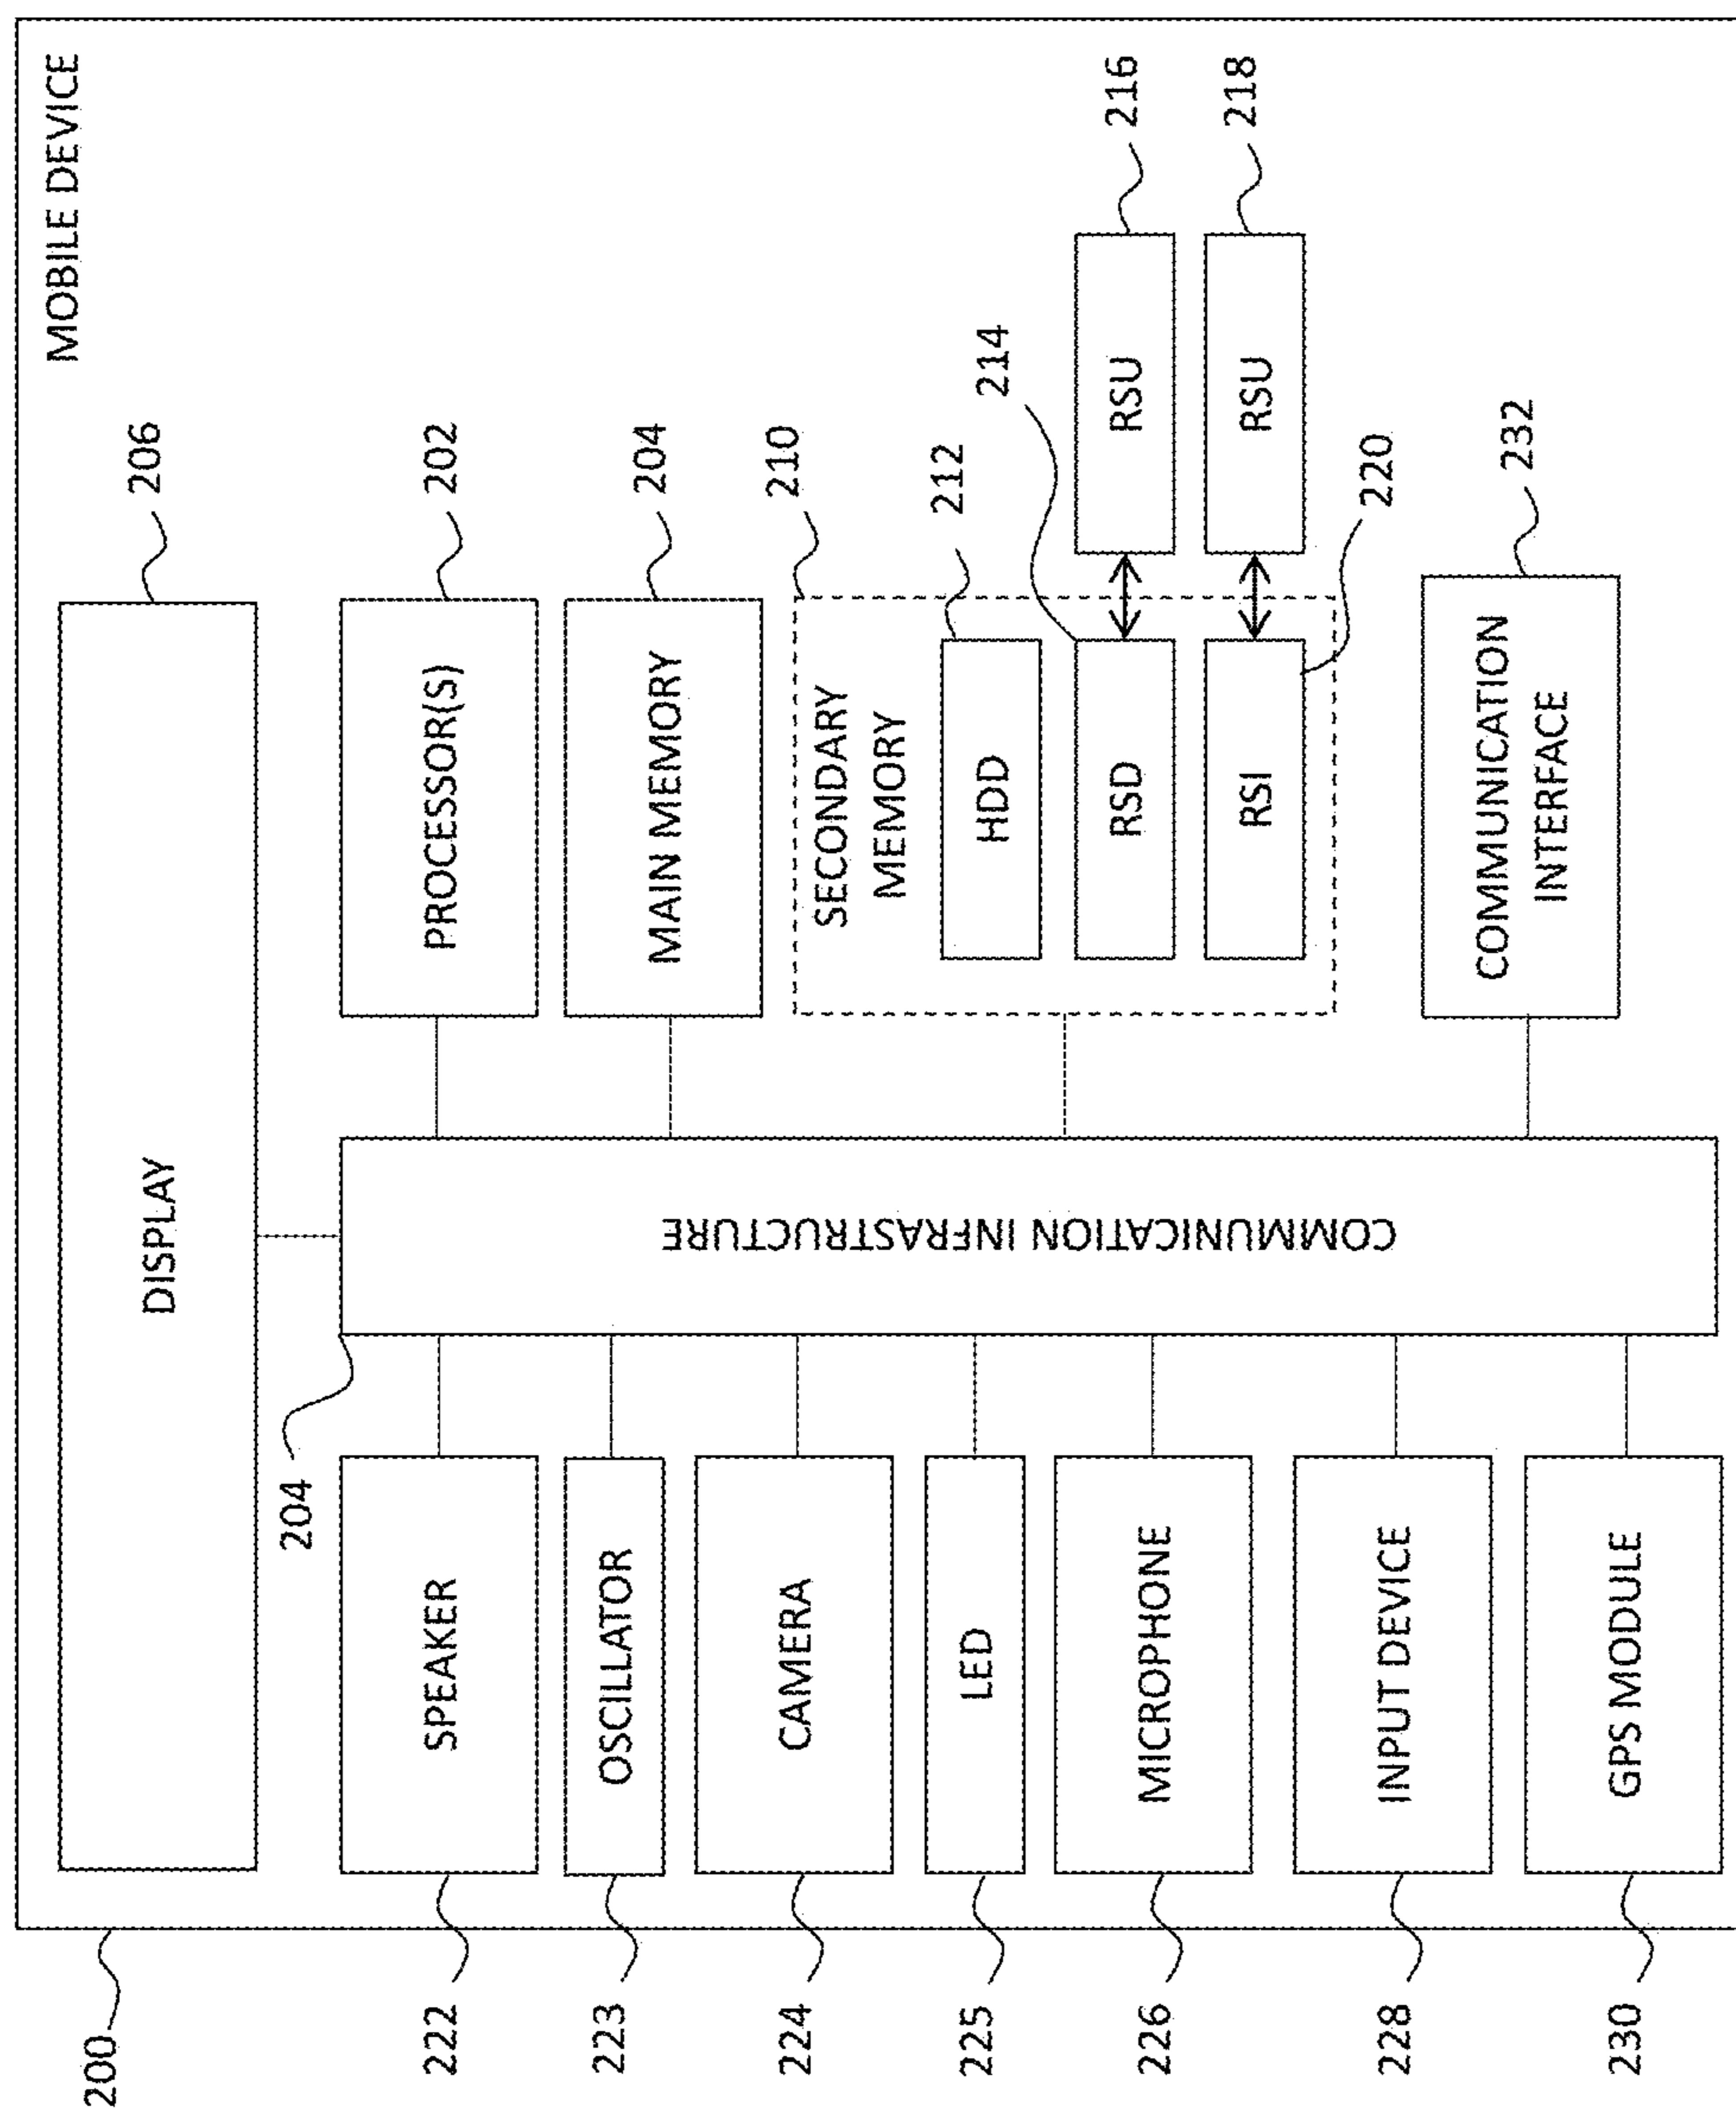 MOBILE DEVICE
200
DISPLAY
206
204
SPEAKER
222
OSCILLATOR
223
CAMERA
224
LED
225
MICROPHONE
226
INPUT DEVICE
228
GPS MODULE
230
COMMUNICATION INFRASTRUCTURE
PROCESSOR(S)
202
MAIN MEMORY
204
SECONDARY
MEMORY
210
HDD
212
RSD
214
RSU
216
RSI
RSU
218
220
COMMUNICATION
INTERFACE
232